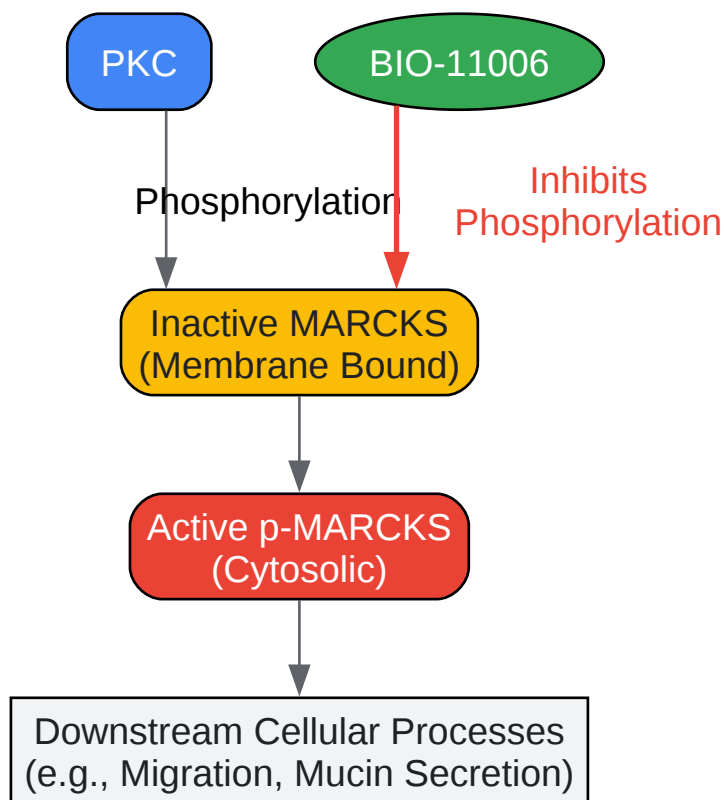 PKC
BIO-11006
Phosphorylation
Inhibits
Phosphorylation
Inactive MARCKS
(Membrane Bound)
Active p-MARCKS
(Cytosolic)
Downstream Cellular Processes
(e.g., Migration, Mucin Secretion)